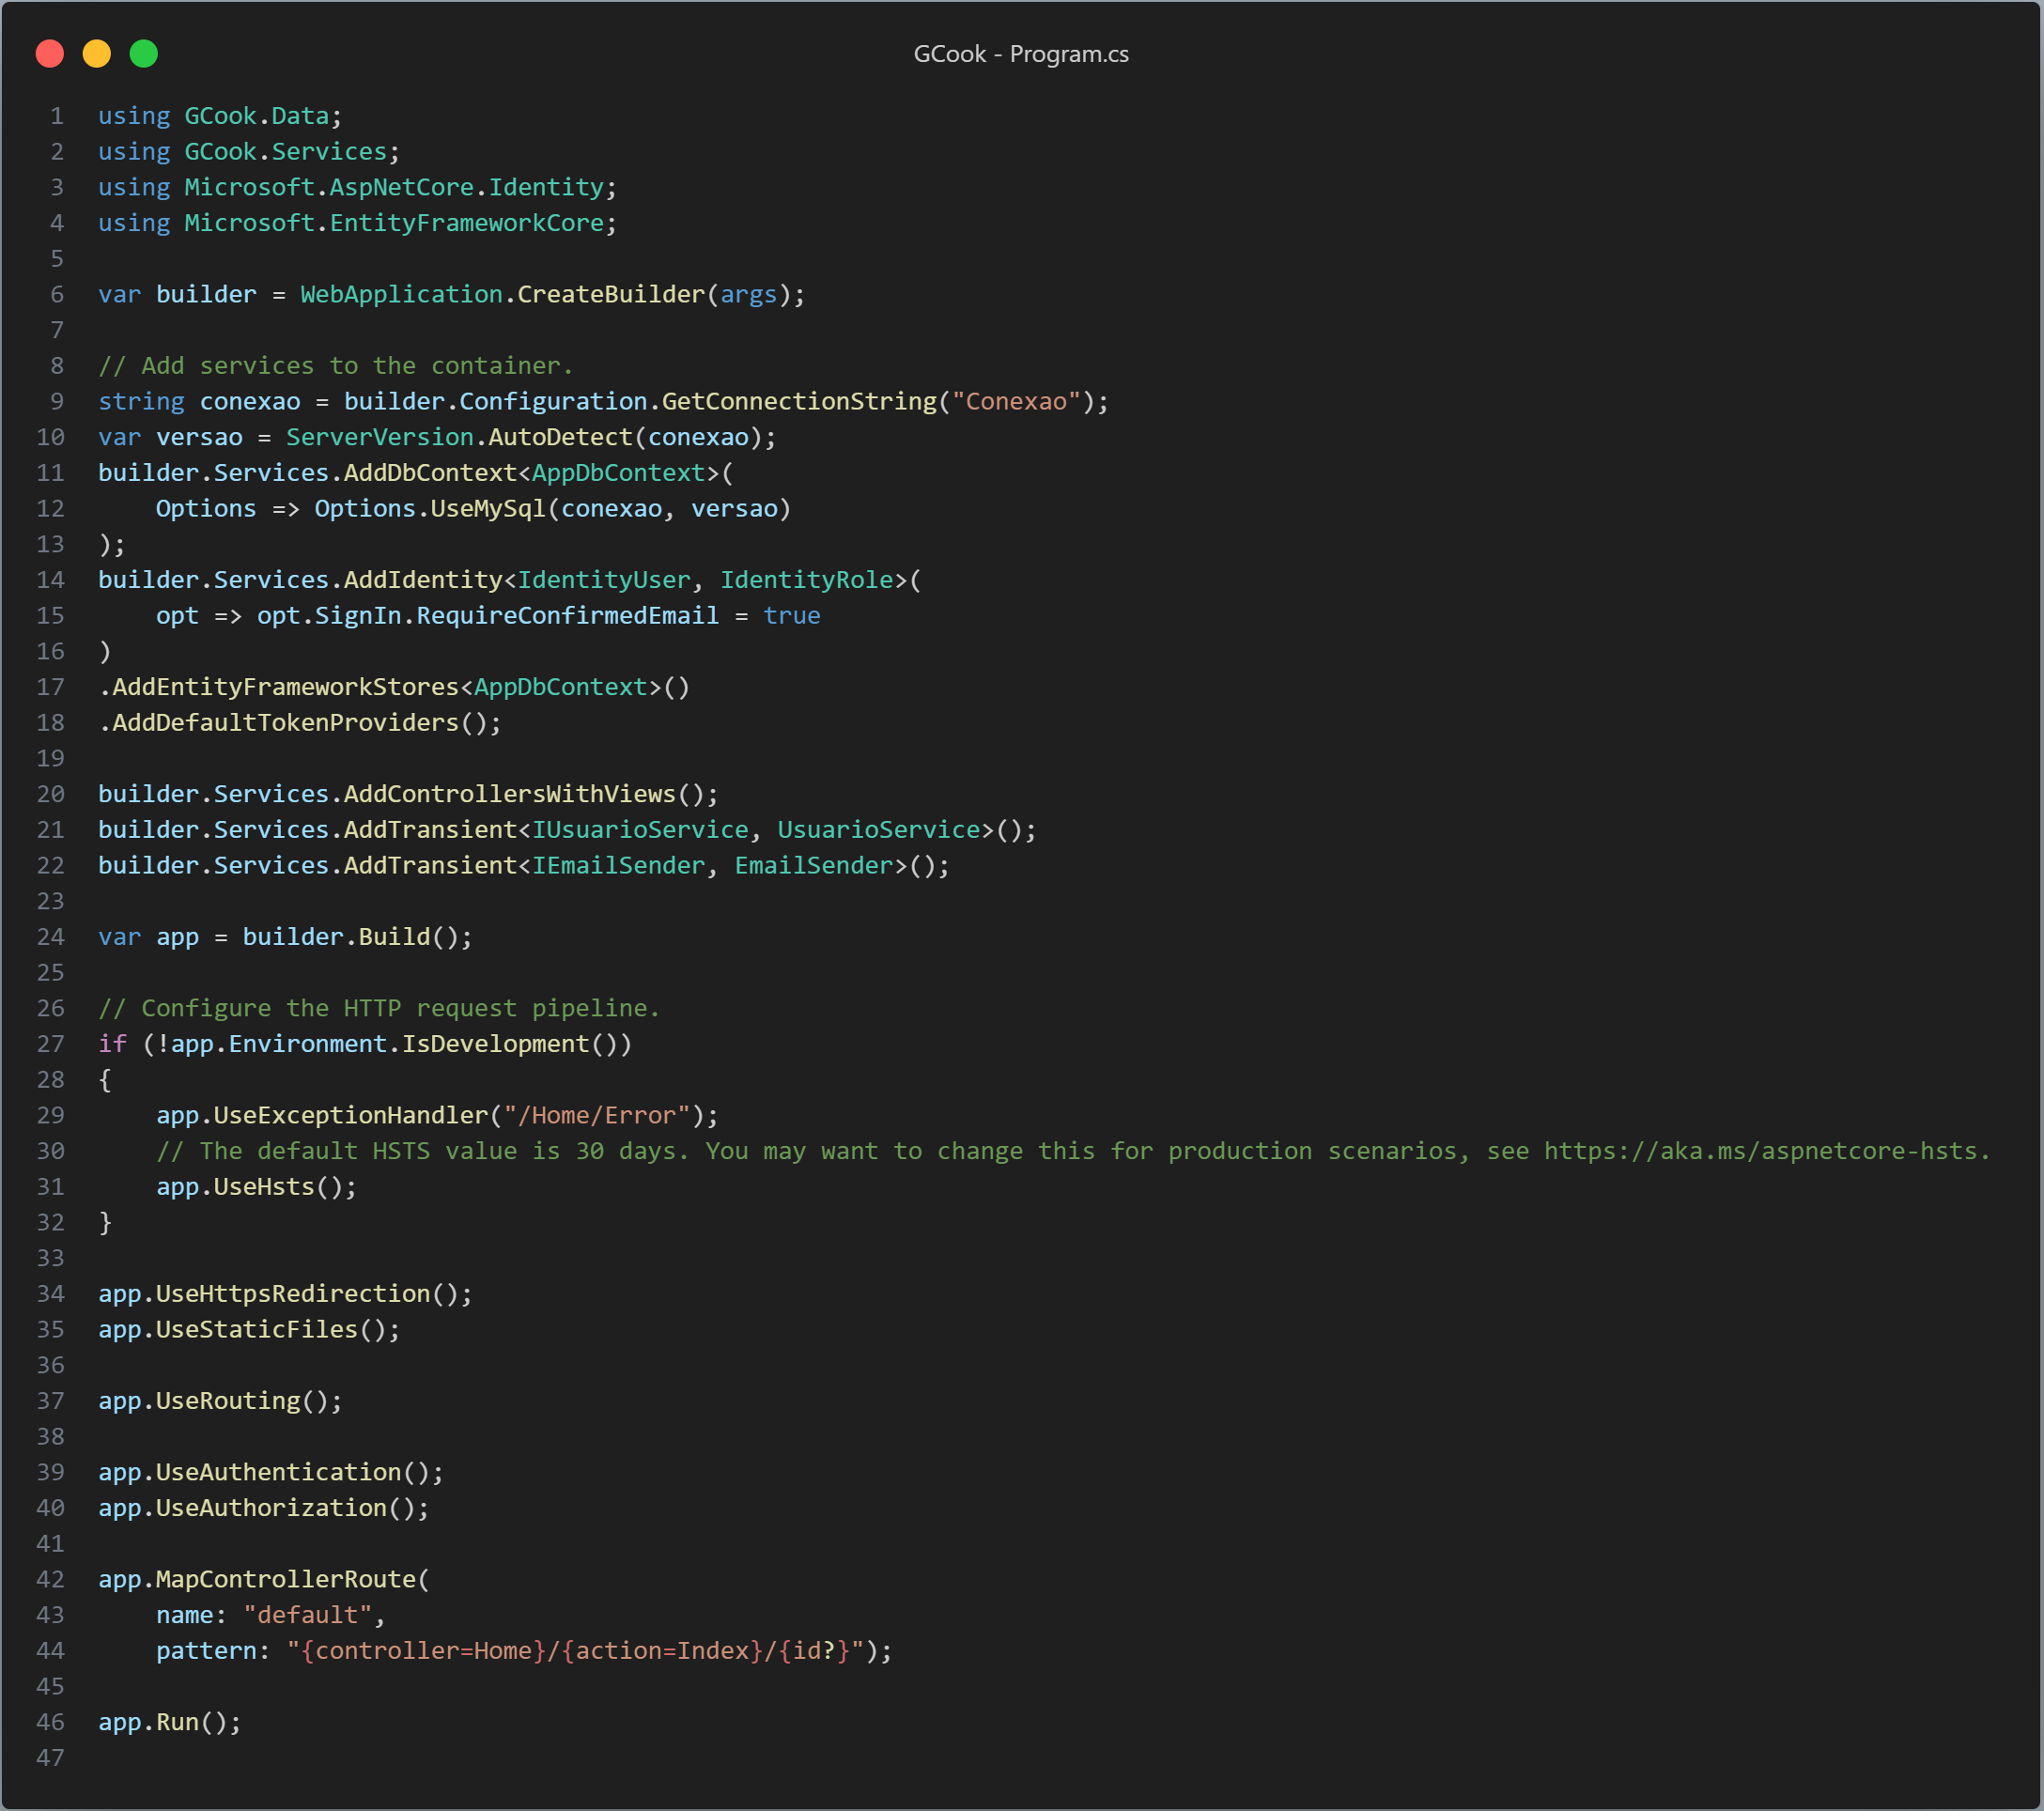 GCook - Program.cs
1 using GCook.Data;
2 using GCook.Services;
3 using Microsoft.AspNetCore.Identity;
4 using Microsoft.EntityFrameworkCore;
5
6 var builder = WebApplication.CreateBuilder(args);
7
8 // Add services to the container.
9 string conexao = builder.Configuration.GetConnectionString("Conexao");
10 var versao = ServerVersion.AutoDetect(conexao);
11 builder.Services.AddDbContext<AppDbContext>(
12     Options => Options.UseMySql(conexao, versao)
13 );
14 builder.Services.AddIdentity<IdentityUser, IdentityRole>(
15     opt => opt.SignIn.RequireConfirmedEmail = true
16 )
17 .AddEntityFrameworkStores<AppDbContext>()
18 .AddDefaultTokenProviders();
19
20 builder.Services.AddControllersWithViews();
21 builder.Services.AddTransient<IUsuarioService, UsuarioService>();
22 builder.Services.AddTransient<IEmailSender, EmailSender>();
23
24 var app = builder.Build();
25
26 // Configure the HTTP request pipeline.
27 if (!app.Environment.IsDevelopment())
28 {
29     app.UseExceptionHandler("/Home/Error");
30     // The default HSTS value is 30 days. You may want to change this for production scenarios, see https://aka.ms/aspnetcore-hsts.
31     app.UseHsts();
32 }
33
34 app.UseHttpsRedirection();
35 app.UseStaticFiles();
36
37 app.UseRouting();
38
39 app.UseAuthentication();
40 app.UseAuthorization();
41
42 app.MapControllerRoute(
43     name: "default",
44     pattern: "{controller=Home}/{action=Index}/{id?}");
45
46 app.Run();
47